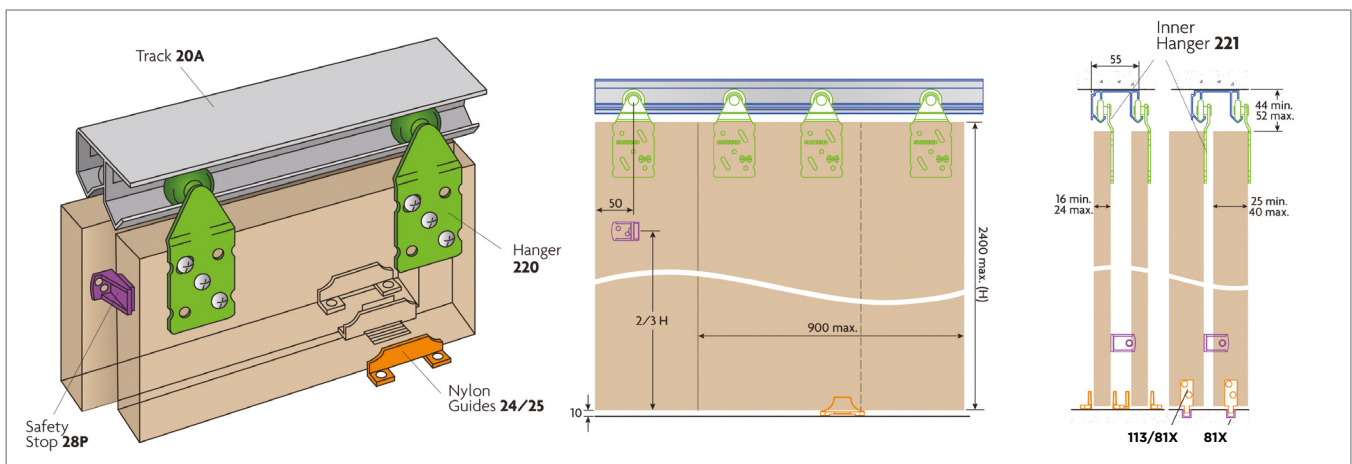 Track 20A
Hanger
220
Nylon
Guides 24/25
Safety
Stop 28P
50
2/3 H
900 max.
2400 max. (H)
10
Inner
Hanger 221
55
44 min.
52 max.
16 min.
24 max.
25 min.
40 max.
113/81X
81X